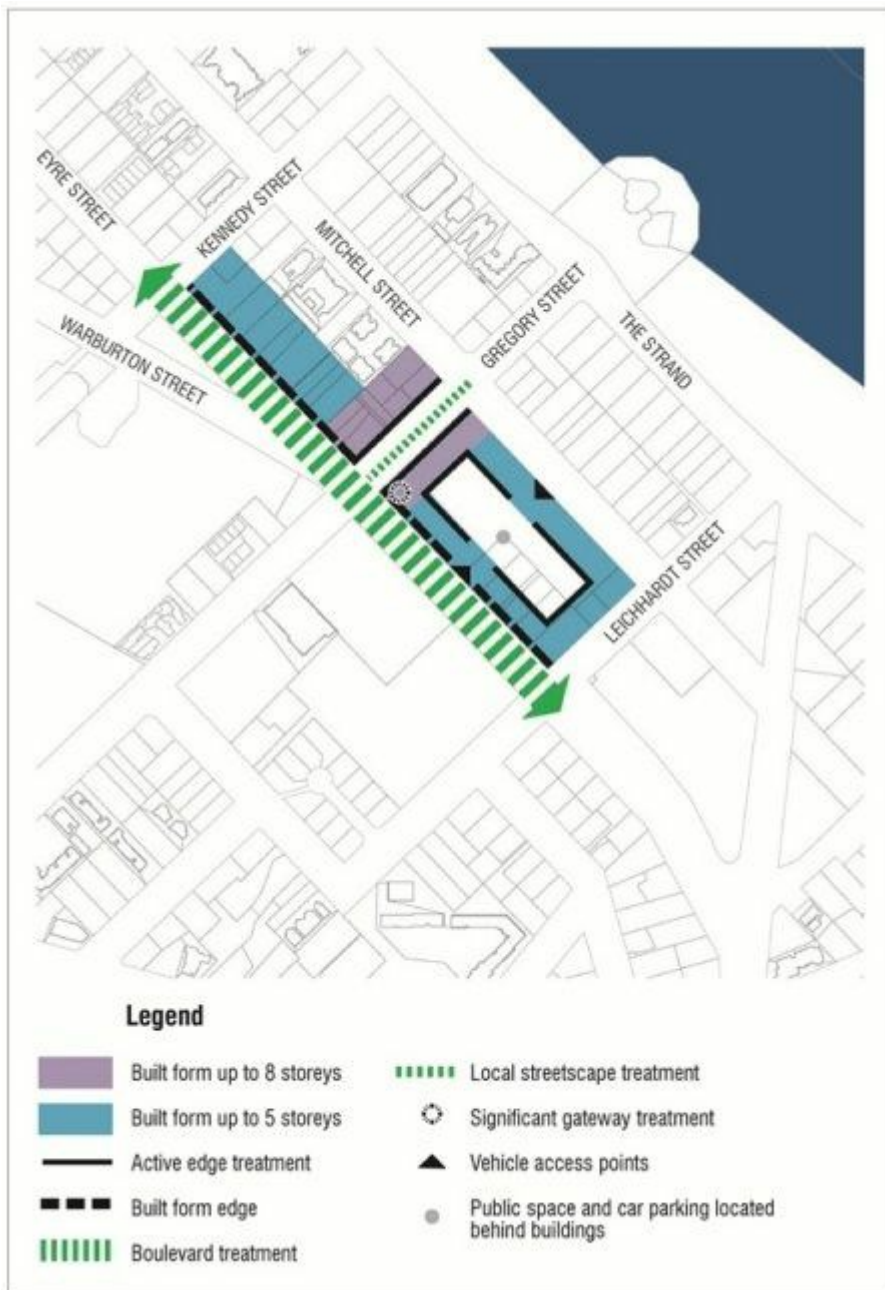 EYRE STREET
KENNEDY STREET
MITCHELL STREET
GREGORY STREET
THE STRAND
WARBURTON STREET
LEICHHARDT STREET
Legend
Built form up to 8 storeys
Built form up to 5 storeys
Active edge treatment
Built form edge
Boulevard treatment
Local streetscape treatment
Significant gateway treatment
Vehicle access points
Public space and car parking located
behind buildings